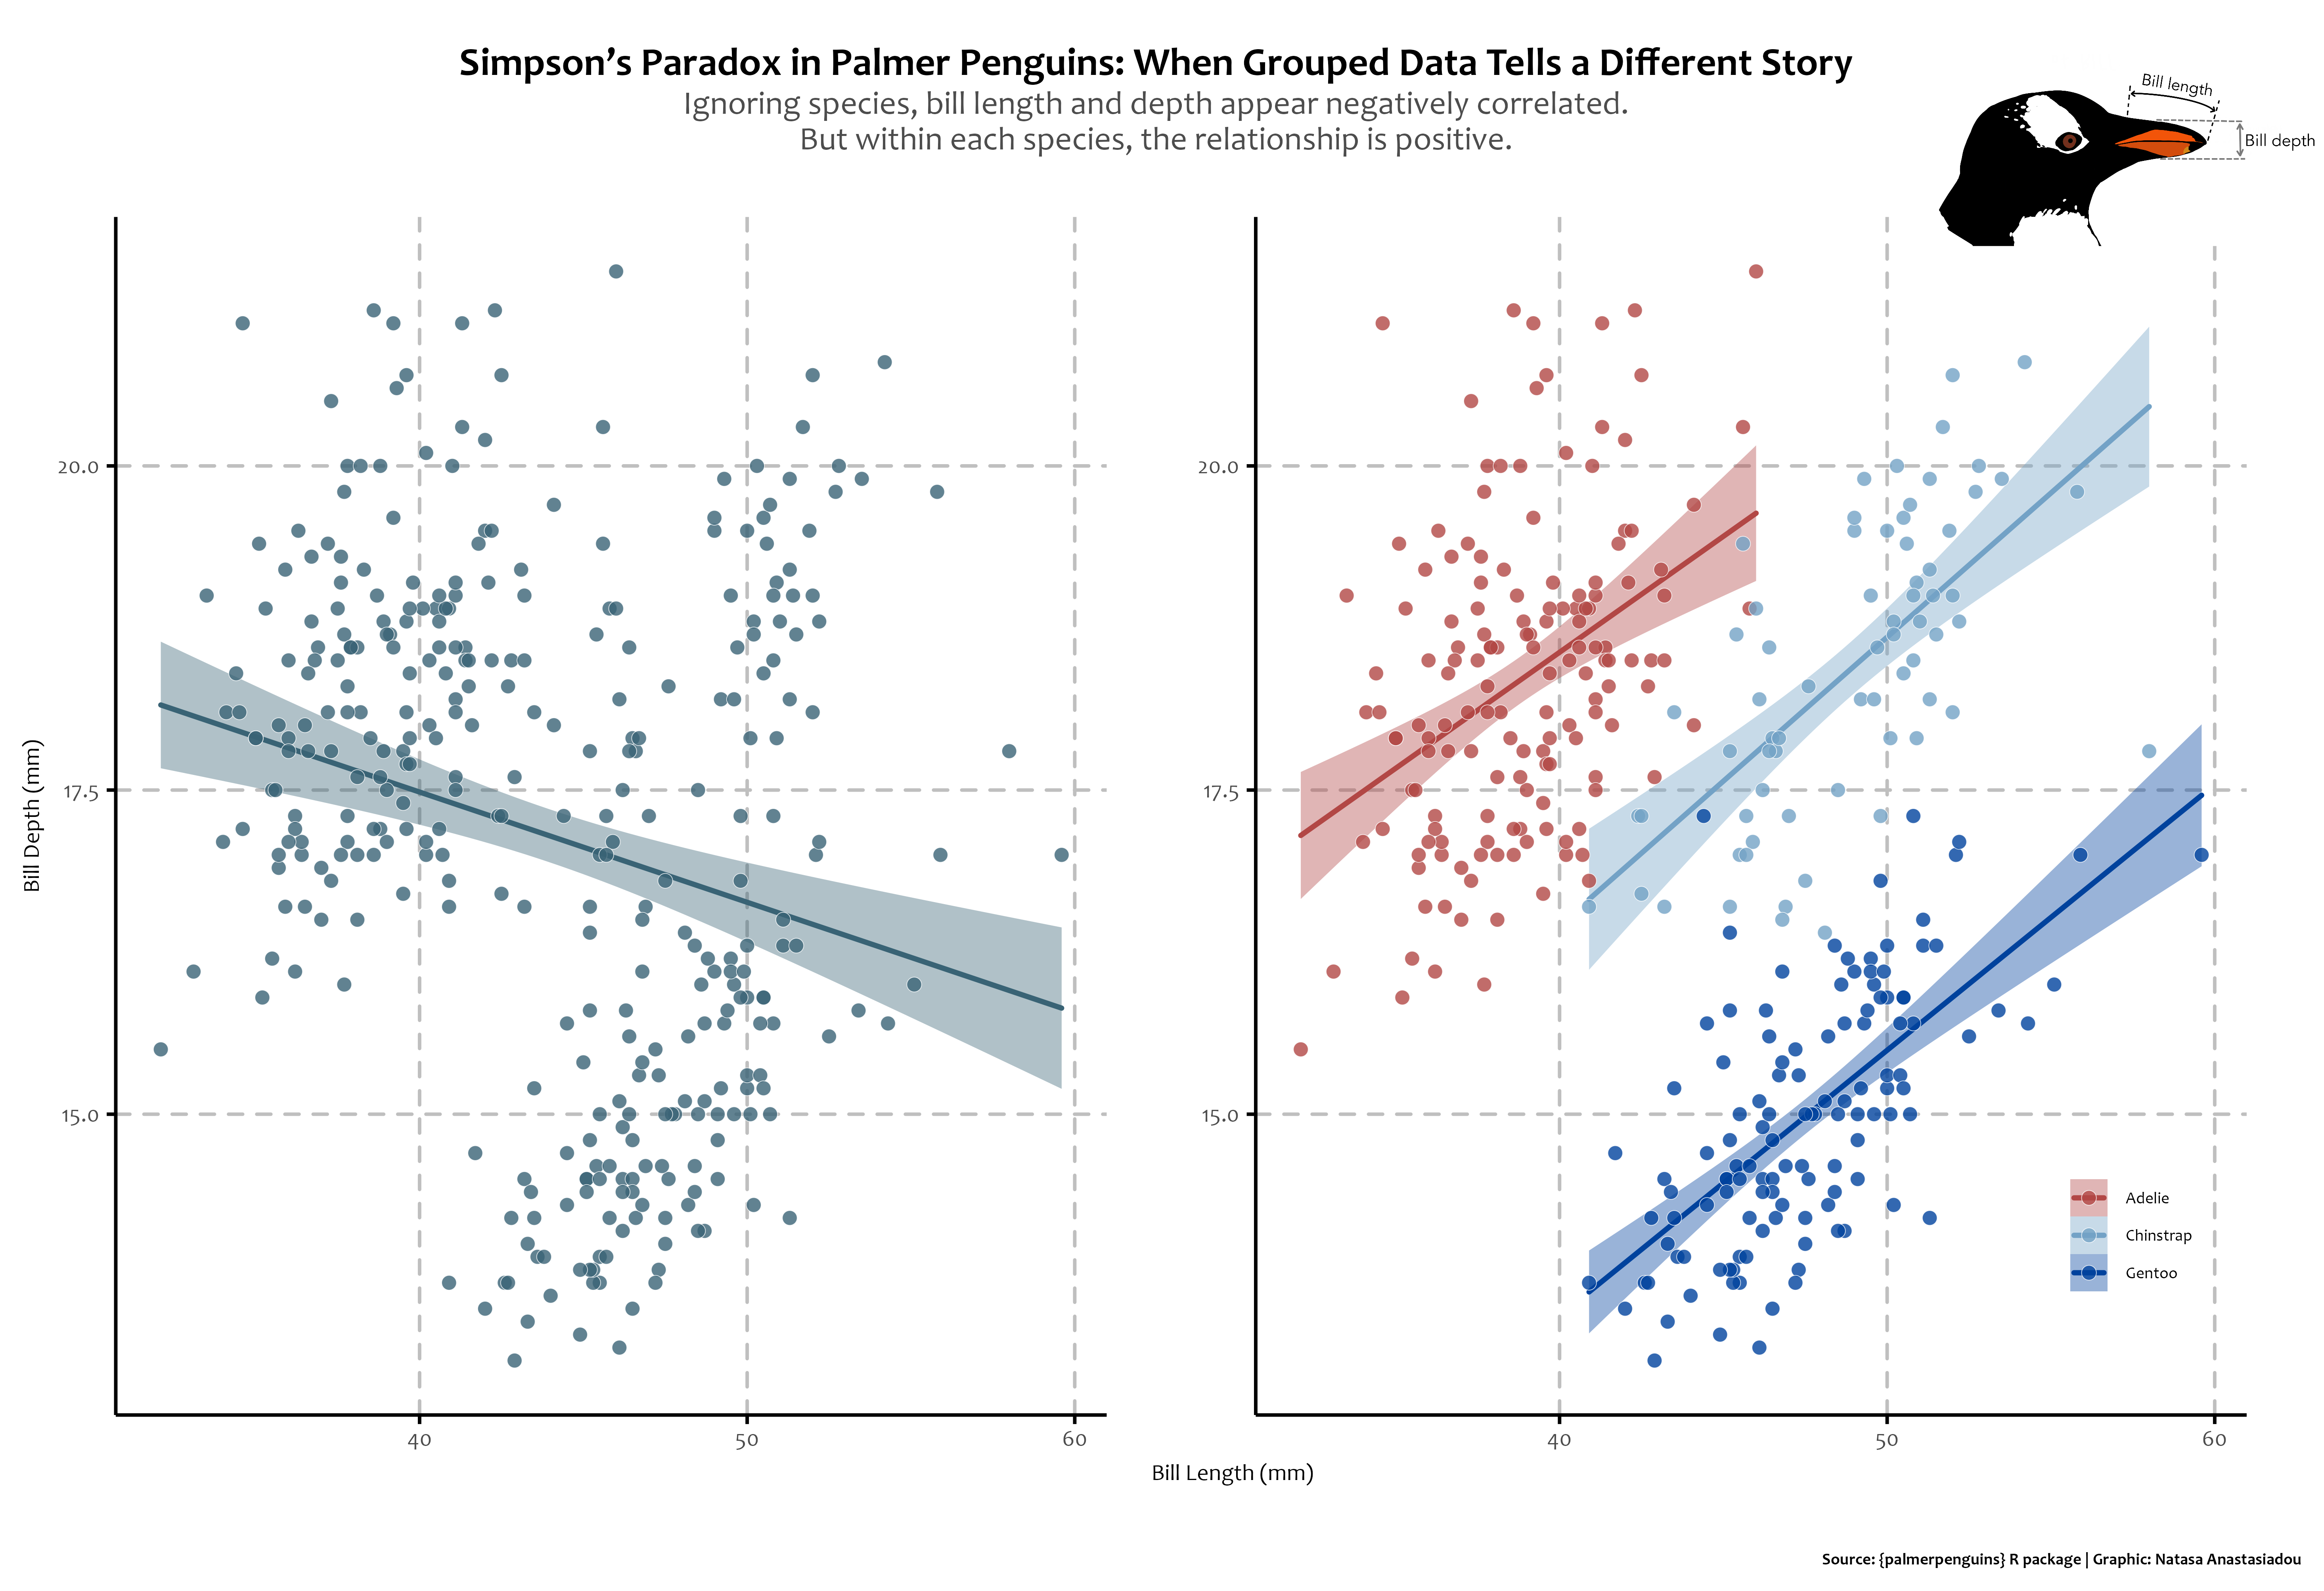 Simpson’s Paradox in Palmer Penguins: When Grouped Data Tells a Different Story
Ignoring species, bill length and depth appear negatively correlated.
But within each species, the relationship is positive.
Bill length
Bill depth
Bill Depth (mm)
20.0
17.5
15.0
40
50
60
20.0
17.5
15.0
40
50
60
Adelie
Chinstrap
Gentoo
Bill Length (mm)
Source: {palmerpenguins} R package | Graphic: Natasa Anastasiadou